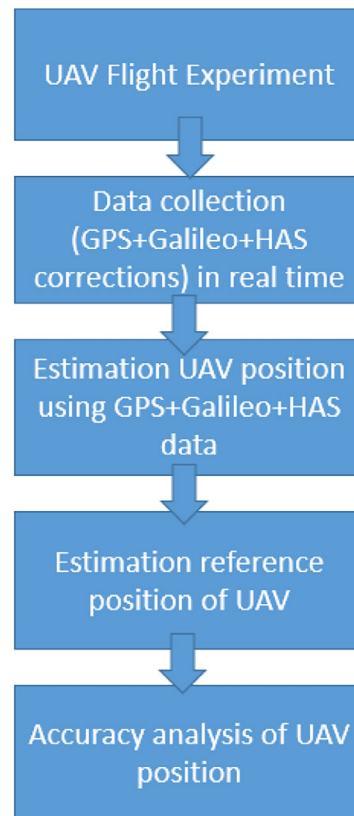 UAV Flight Experiment
Data collection
(GPS+Galileo+HAS
corrections) in real time
Estimation UAV position
using GPS+Galileo+HAS
data
Estimation reference
position of UAV
Accuracy analysis of UAV
position